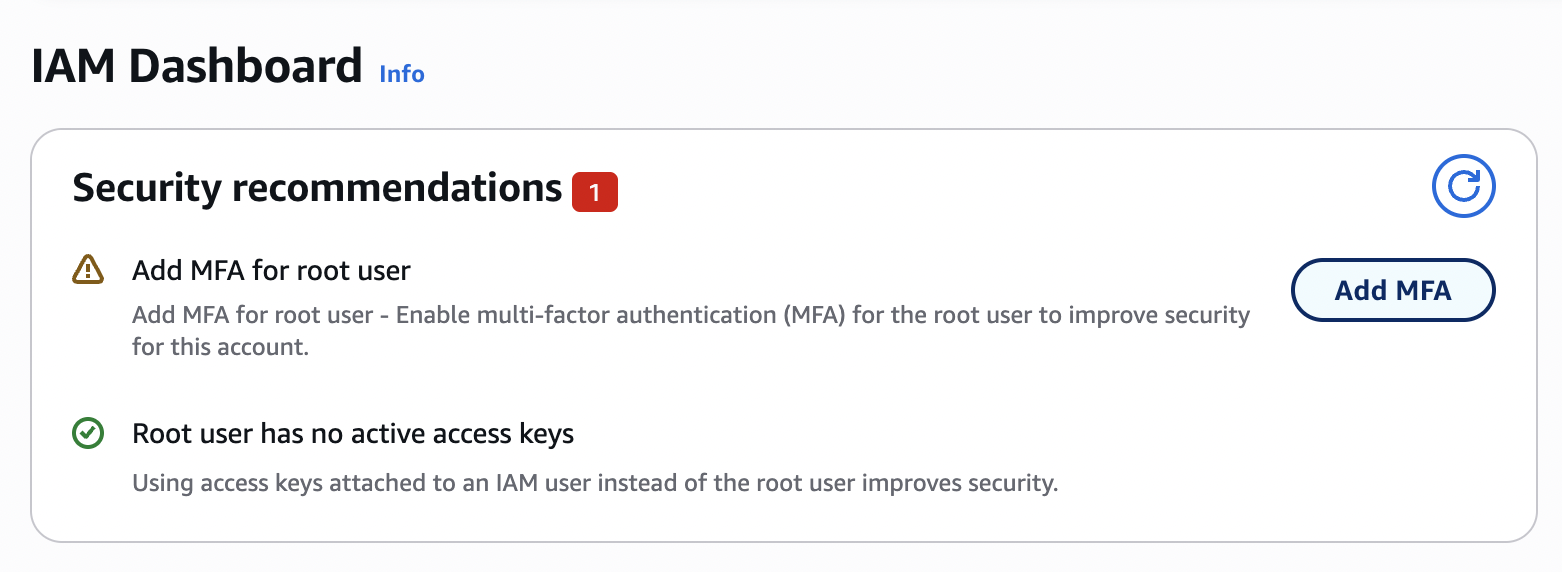 IAM Dashboard Info
Security recommendations 1
Add MFA for root user
Add MFA
Add MFA for root user - Enable multi-factor authentication (MFA) for the root user to improve security
for this account.
Root user has no active access keys
Using access keys attached to an IAM user instead of the root user improves security.